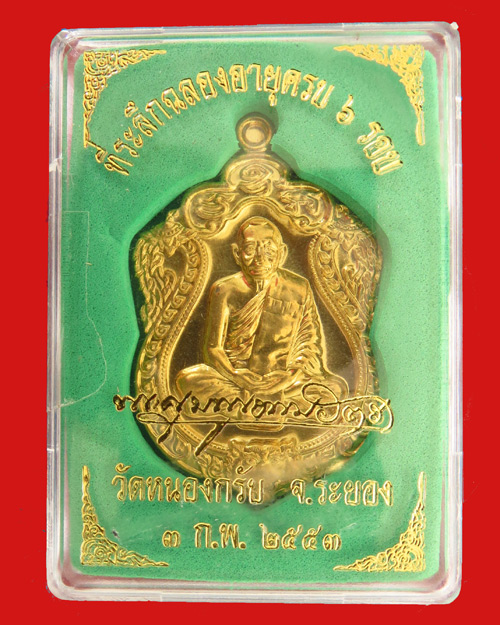 ที่ระลึกฉลองอายุครบ ๖ รอบ
วัดหนองกรับ จ.ระยอง
๓ ก.พ. ๒๕๕๓